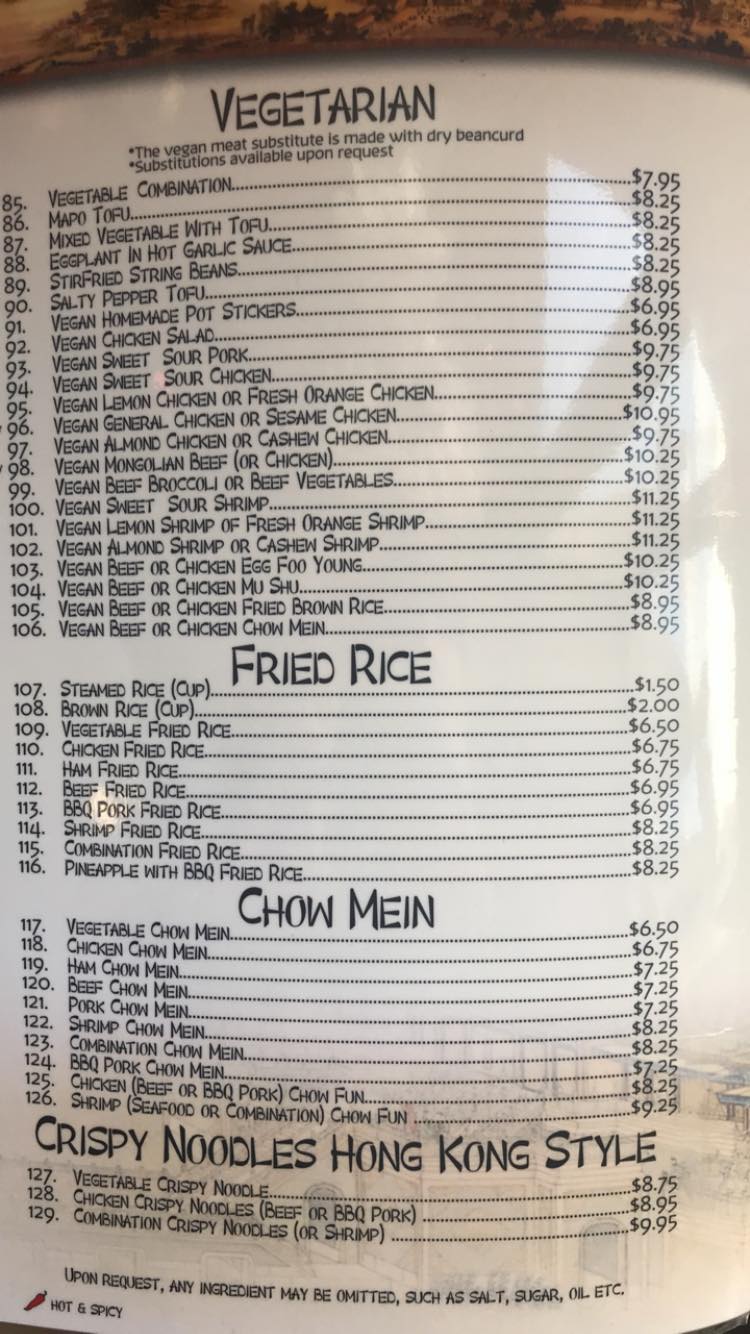 VEGETARIAN
*The vegan meat substitute is made with dry beancurd
*Substitutions available upon request
85. VEGETABLE COMBINATION $7.95
86. MAPO TOFU $8.25
87. MIXED VEGETABLE WITH TOFU $8.25
88. EGGPLANT IN HOT GARLIC SAUCE $8.25
89. STIRFRIED STRING BEANS $8.25
90. SALTY PEPPER TOFU $8.95
91. VEGAN HOMEMADE POT STICKERS $6.95
92. VEGAN CHICKEN SALAD $6.95
93. VEGAN SWEET SOUR PORK $9.75
94. VEGAN SWEET SOUR CHICKEN $9.75
95. VEGAN LEMON CHICKEN OR FRESH ORANGE CHICKEN $9.75
96. VEGAN GENERAL CHICKEN OR SESAME CHICKEN $10.95
97. VEGAN ALMOND CHICKEN OR CASHEW CHICKEN $9.75
98. VEGAN MONGOLIAN BEEF (OR CHICKEN) $10.25
99. VEGAN BEEF BROCCOLI OR BEEF VEGETABLES $10.25
100. VEGAN SWEET SOUR SHRIMP $11.25
101. VEGAN LEMON SHRIMP OF FRESH ORANGE SHRIMP $11.25
102. VEGAN ALMOND SHRIMP OR CASHEW SHRIMP $11.25
103. VEGAN BEEF OR CHICKEN EGG FOO YOUNG $10.25
104. VEGAN BEEF OR CHICKEN MU SHU $10.25
105. VEGAN BEEF OR CHICKEN FRIED BROWN RICE $8.95
106. VEGAN BEEF OR CHICKEN CHOW MEIN $8.95
FRIED RICE
107. STEAMED RICE (CUP) $1.50
108. BROWN RICE (CUP) $2.00
109. VEGETABLE FRIED RICE $6.50
110. CHICKEN FRIED RICE $6.75
111. HAM FRIED RICE $6.75
112. BEEF FRIED RICE $6.95
113. BBQ PORK FRIED RICE $6.95
114. SHRIMP FRIED RICE $8.25
115. COMBINATION FRIED RICE $8.25
116. PINEAPPLE WITH BBQ FRIED RICE $8.25
CHOW MEIN
117. VEGETABLE CHOW MEIN $6.50
118. CHICKEN CHOW MEIN $6.75
119. HAM CHOW MEIN $7.25
120. BEEF CHOW MEIN $7.25
121. PORK CHOW MEIN $7.25
122. SHRIMP CHOW MEIN $8.25
123. COMBINATION CHOW MEIN $8.25
124. BBQ PORK CHOW MEIN $7.25
125. CHICKEN (BEEF OR BBQ PORK) CHOW FUN $8.25
126. SHRIMP (SEAFOOD OR COMBINATION) CHOW FUN $9.25
CRISPY NOODLES HONG KONG STYLE
127. VEGETABLE CRISPY NOODLE $8.75
128. CHICKEN CRISPY NOODLES (BEEF OR BBQ PORK) $8.95
129. COMBINATION CRISPY NOODLES (OR SHRIMP) $9.95
UPON REQUEST, ANY INGREDIENT MAY BE OMITTED, SUCH AS SALT, SUGAR, OIL ETC.
HOT & SPICY